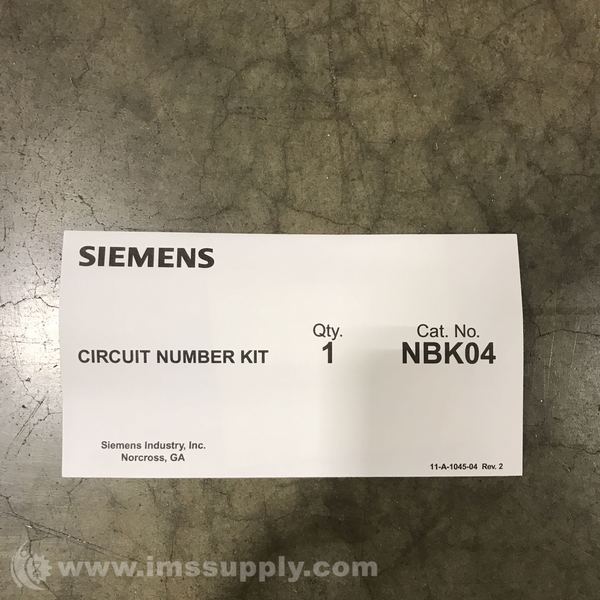 SIEMENS
Qty. Cat. No.
CIRCUIT NUMBER KIT 1 NBK04
Siemens Industry, Inc.
Norcross, GA
11-A-1045-04 Rev. 2
www.imssupply.com